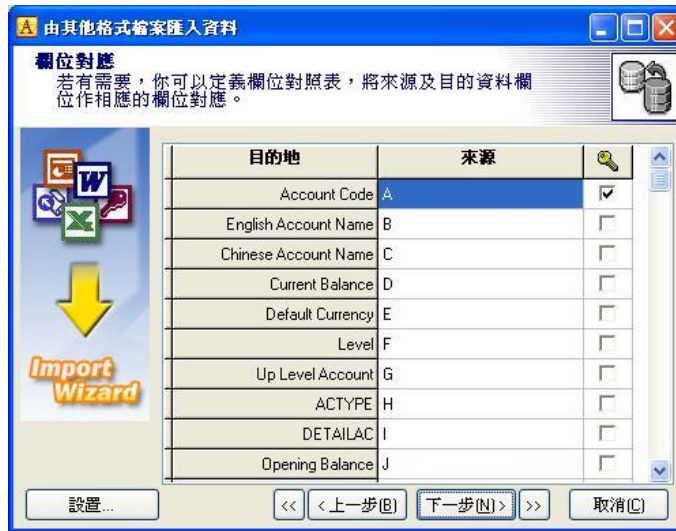 由其他格式檔案匯入資料
欄位對應
若有需要，你可以定義欄位對照表，將來源及目的資料欄
位作相應的欄位對應。
目的地 來源
Account Code A
English Account Name B
Chinese Account Name C
Current Balance D
Default Currency E
Level F
Up Level Account G
ACTYPE H
DETAILAC I
Opening Balance J
Import
Wizard
設置... << < 上一步(B) 下一步(N) > >> 取消(C)